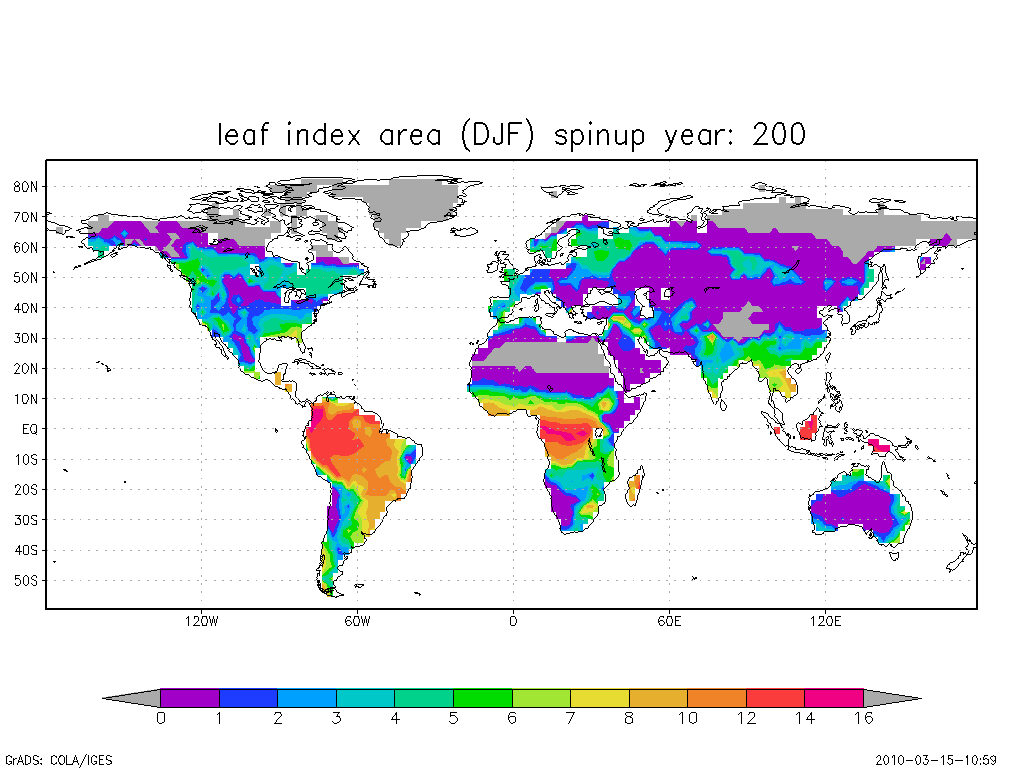 leaf index area (DJF) spinup year: 200
80N
70N
60N
50N
40N
30N
20N
10N
EQ
10S
20S
30S
40S
50S
120W 60W 0 60E 120E
0 1 2 3 4 5 6 7 8 10 12 14 16
GrADS: COLA/IGES 2010-03-15-10:59